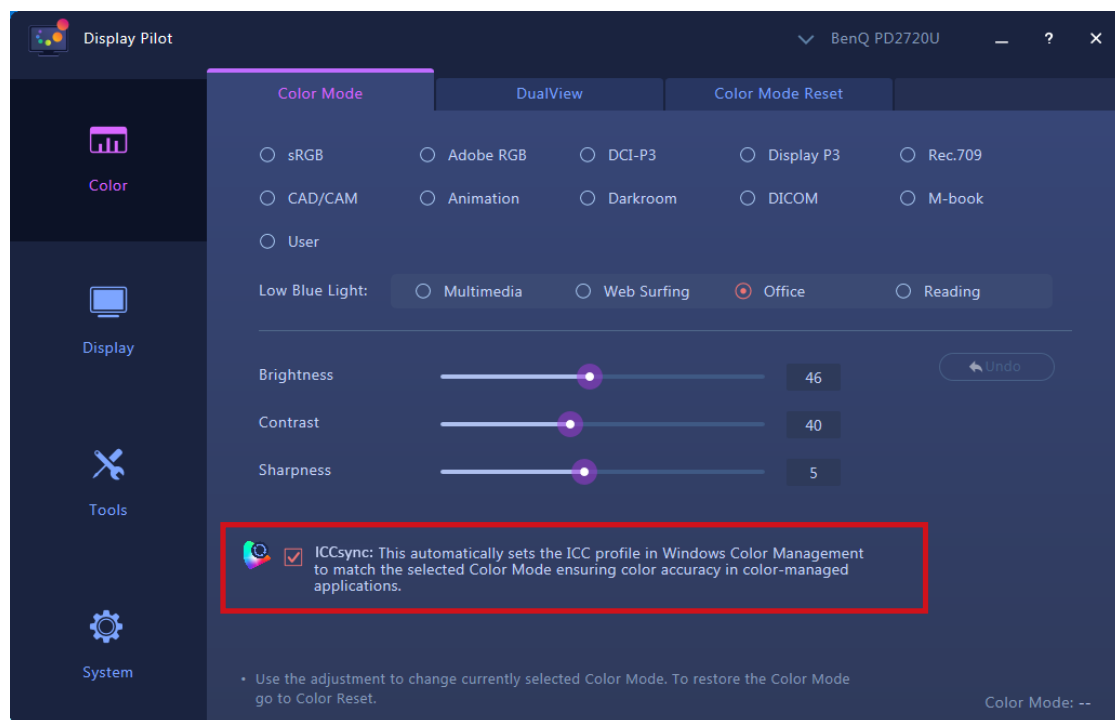 Display Pilot
BenQ PD2720U
?
Color Mode
DualView
Color Mode Reset
Color
Display
Tools
System
sRGB
Adobe RGB
DCI-P3
Display P3
Rec.709
CAD/CAM
Animation
Darkroom
DICOM
M-book
User
Low Blue Light:
Multimedia
Web Surfing
Office
Reading
Brightness
46
Undo
Contrast
40
Sharpness
5
ICCsync: This automatically sets the ICC profile in Windows Color Management
to match the selected Color Mode ensuring color accuracy in color-managed
applications.
• Use the adjustment to change currently selected Color Mode. To restore the Color Mode
go to Color Reset.
Color Mode: --